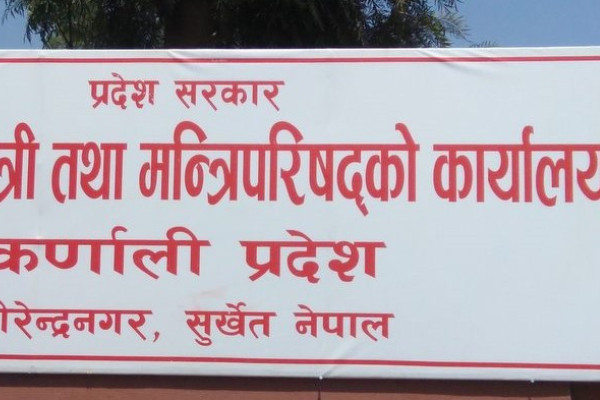 प्रदेश सरकार
त्री तथा मन्त्रिपरिषद्को कार्यालय
कर्णाली प्रदेश
ीरेन्द्रनगर, सुर्खेत नेपाल